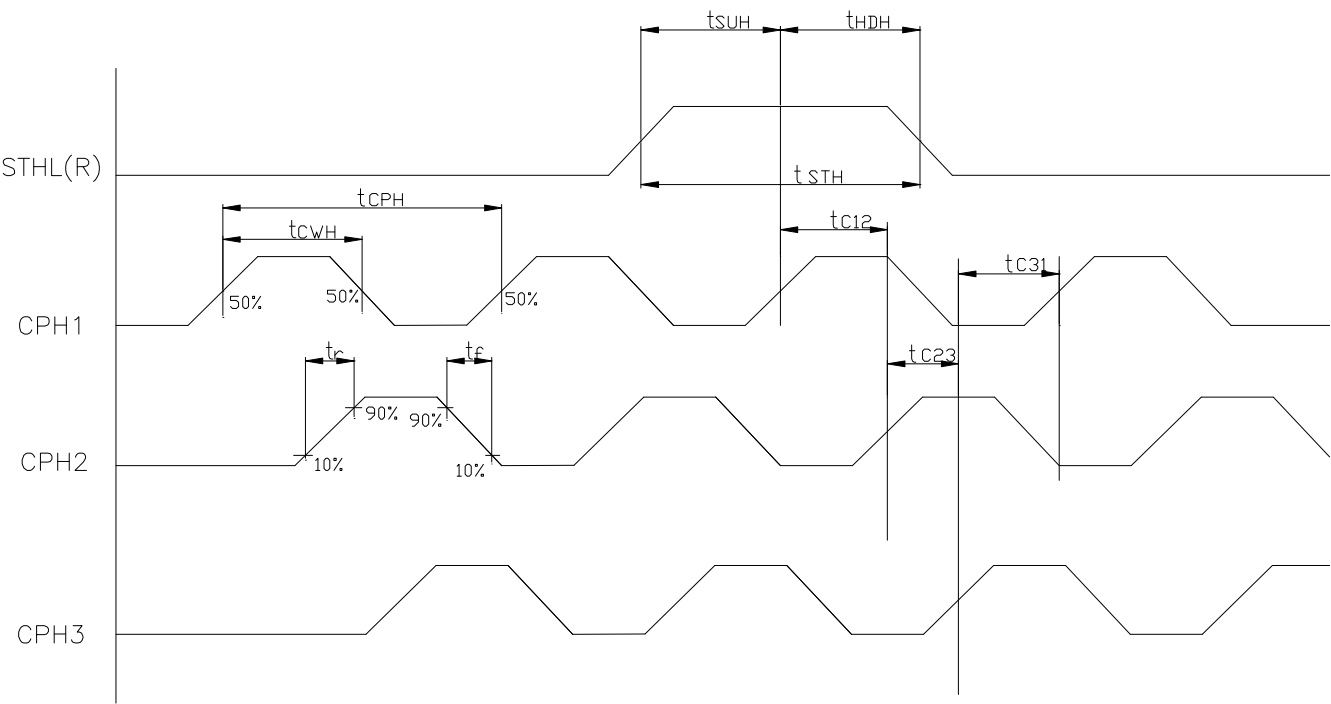 tSUH tHDH
STHL(R)
tSTH
tCPH
tCWH
tC12
tC31
50% 50% 50%
CPH1
tr tf
tC23
90% 90%
CPH2
10% 10%
CPH3